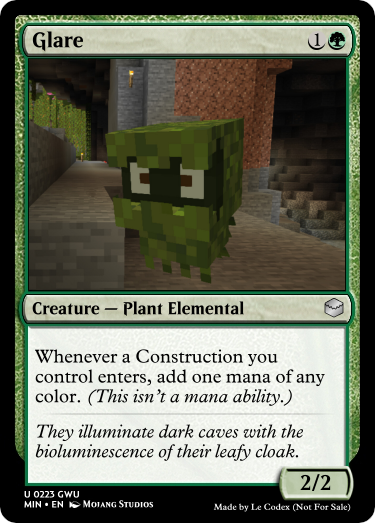 Glare 1
Creature — Plant Elemental
Whenever a Construction you
control enters, add one mana of any
color. (This isn't a mana ability.)
They illuminate dark caves with the
bioluminescence of their leafy cloak.
2/2
U 0223 GWU
MIN • EN Mojang Studios
Made by Le Codex (Not For Sale)